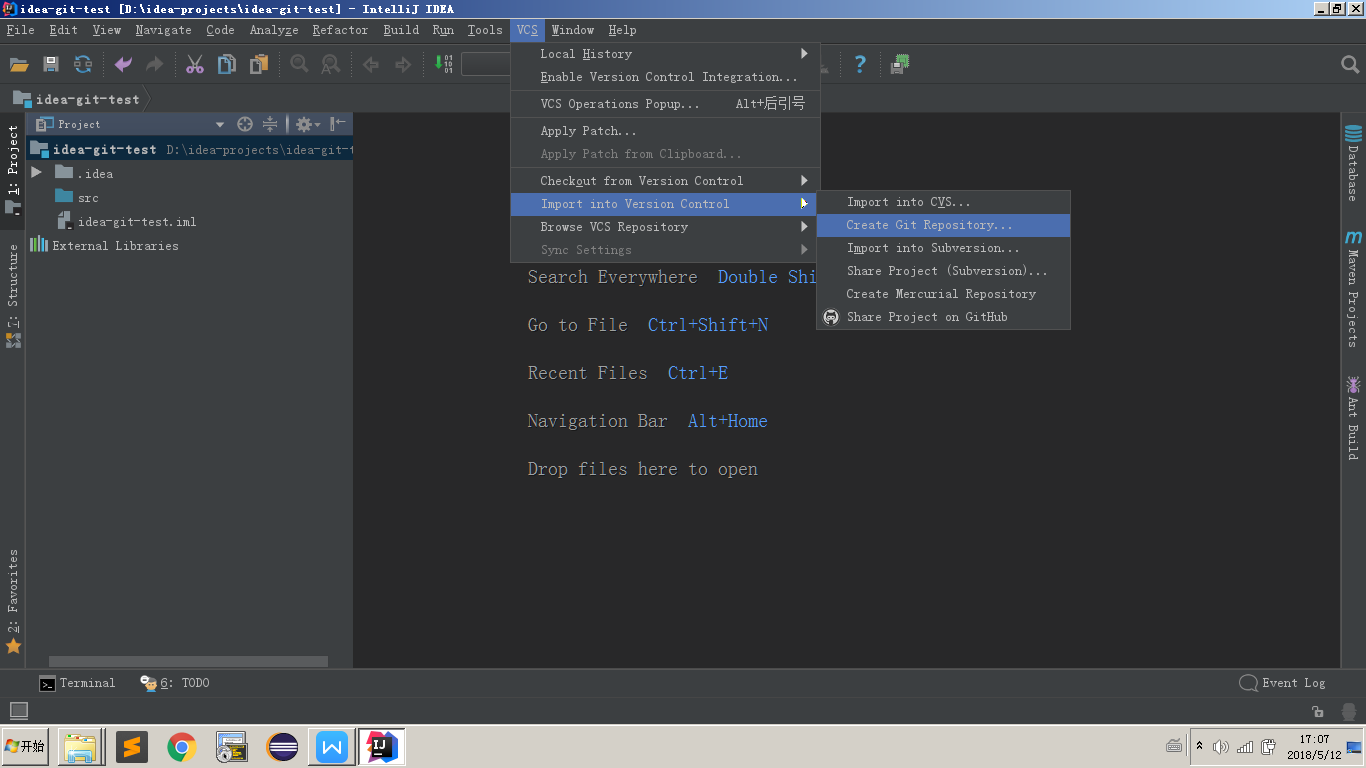 idea-git-test [D:\idea-projects\idea-git-test] - IntelliJ IDEA
File Edit View Navigate Code Analyze Refactor Build Run Tools VCS Window Help
idea-git-test
Project
idea-git-test D:\idea-projects\idea-git-t
.idea
src
idea-git-test.iml
External Libraries
1: Project
7: Structure
2: Favorites
Local History
Enable Version Control Integration...
VCS Operations Popup... Alt+后引号
Apply Patch...
Apply Patch from Clipboard...
Checkout from Version Control
Import into Version Control
Browse VCS Repository
Sync Settings
Import into CVS...
Create Git Repository...
Import into Subversion...
Share Project (Subversion)...
Create Mercurial Repository
Share Project on GitHub
Search Everywhere Double Shi
Go to File Ctrl+Shift+N
Recent Files Ctrl+E
Navigation Bar Alt+Home
Drop files here to open
Database
m Maven Projects
Ant Build
Terminal
6: TODO
Event Log
开始
W
IJ
17:07
2018/5/12